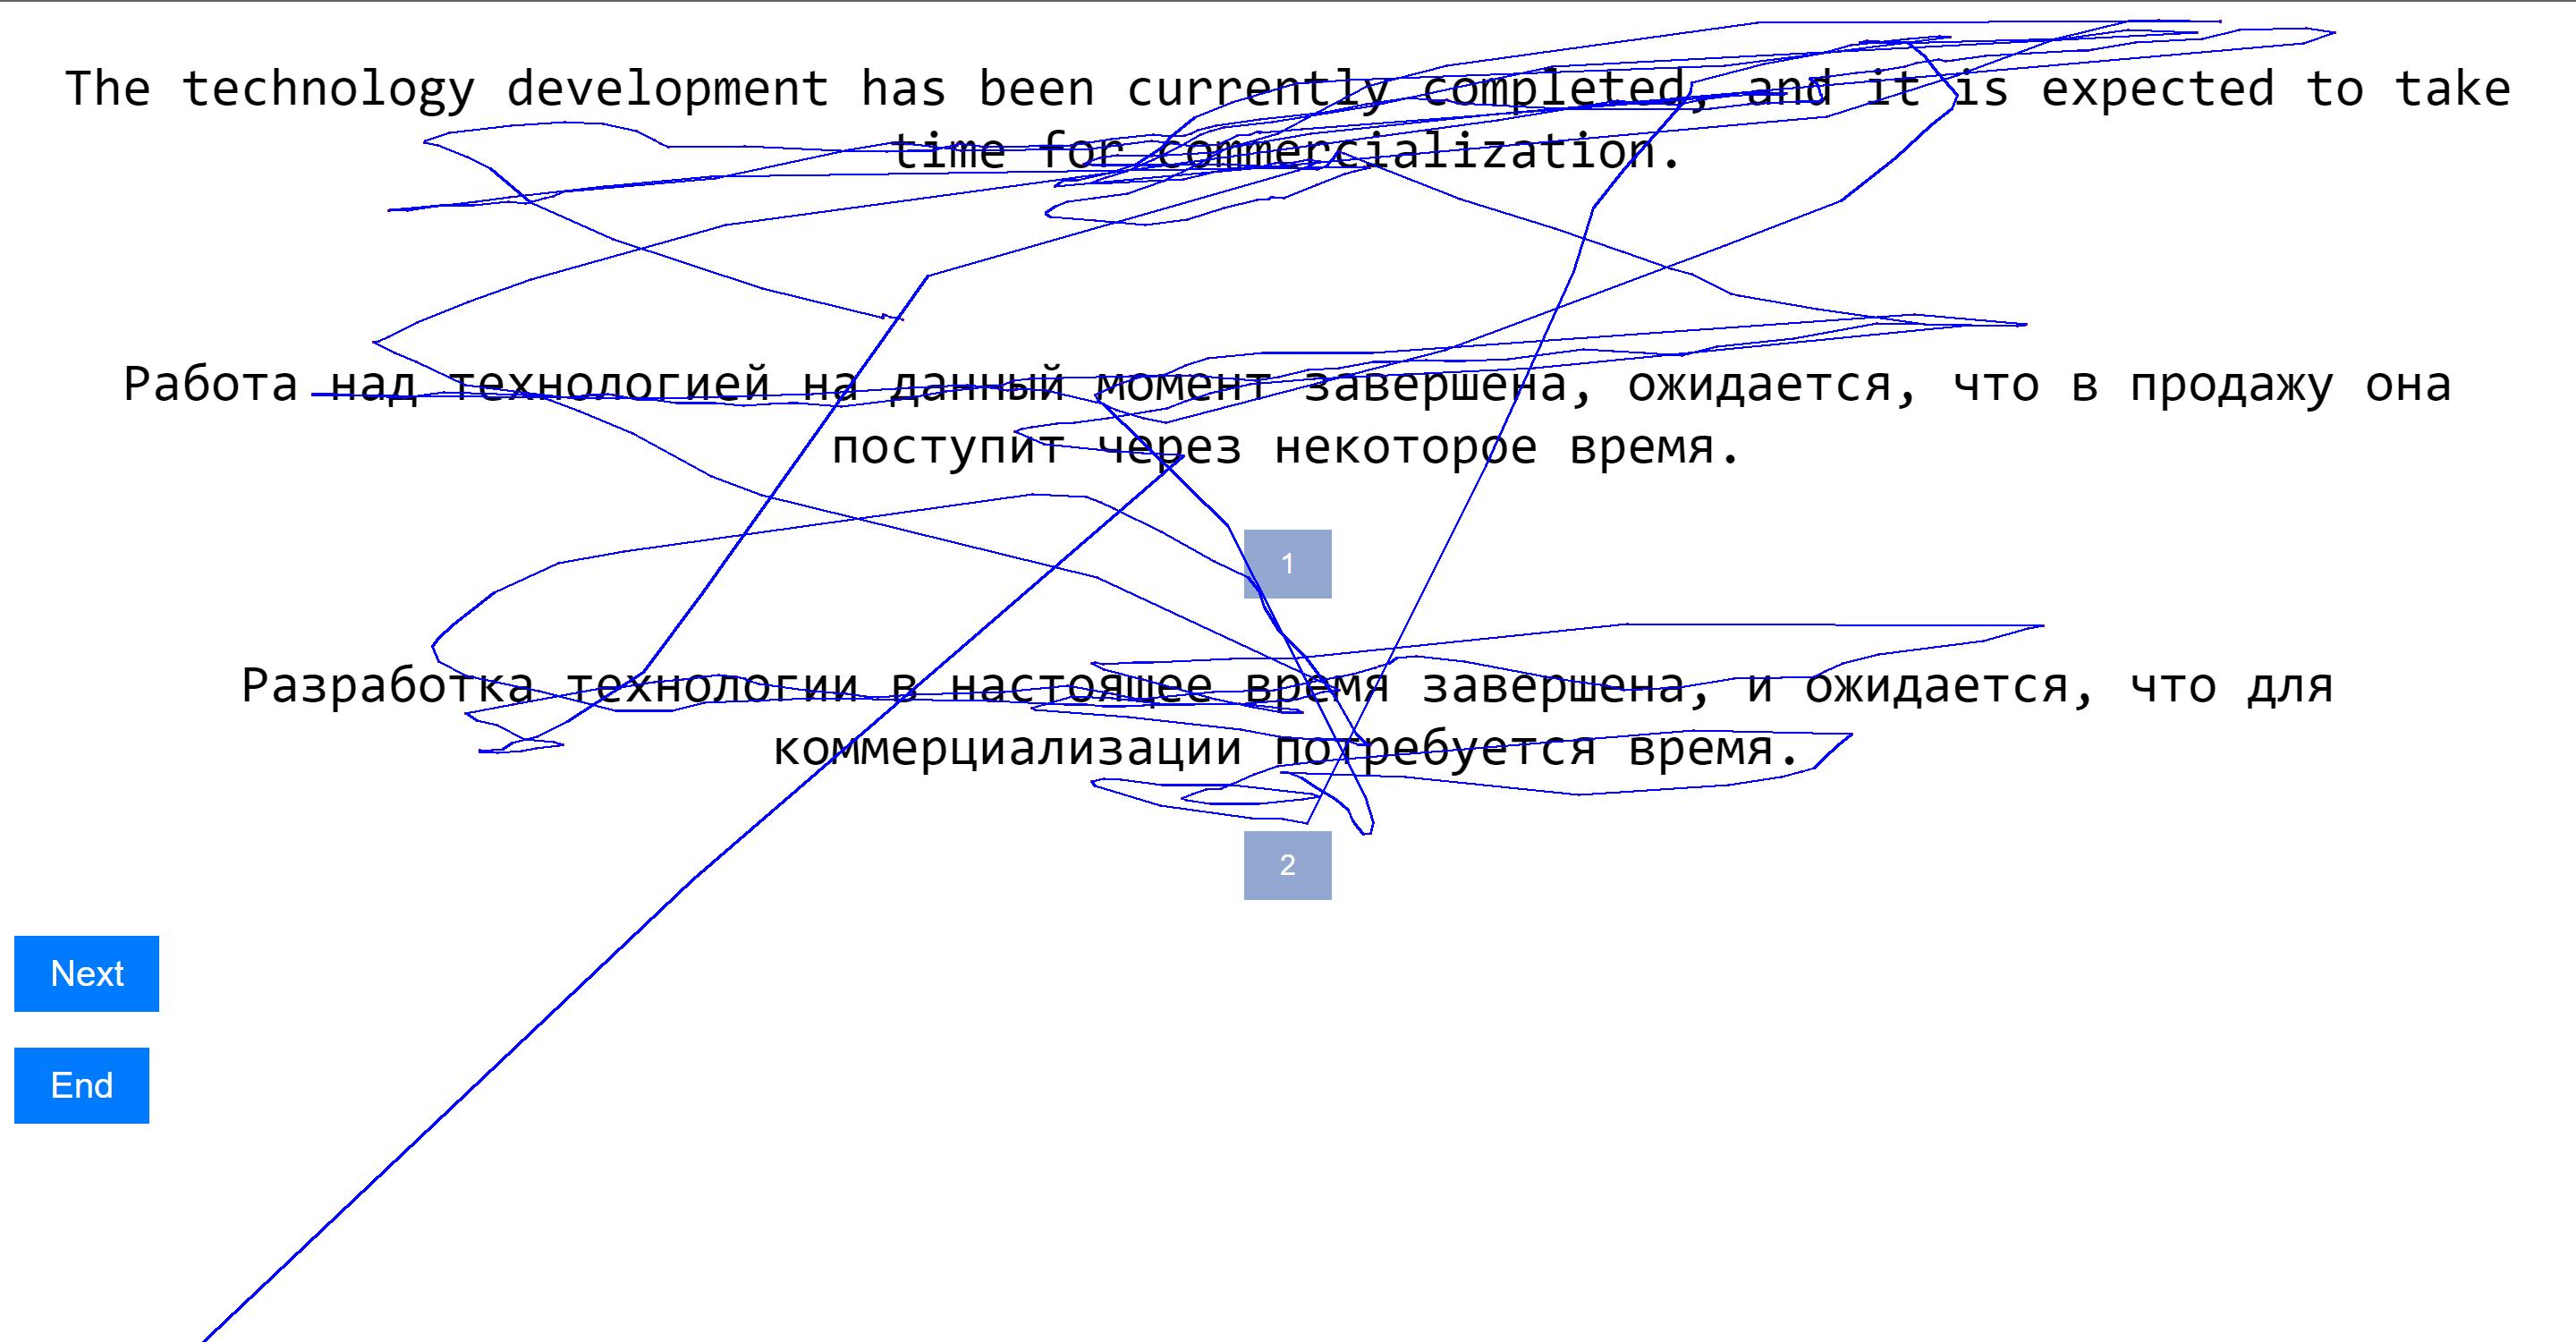 The technology development has been currently completed, and it is expected to take
time for commercialization.
Работа над технологией на данный момент завершена, ожидается, что в продажу она
поступит через некоторое время.
1
Разработка технологии в настоящее время завершена, и ожидается, что для
коммерциализации потребуется время.
2
Next
End